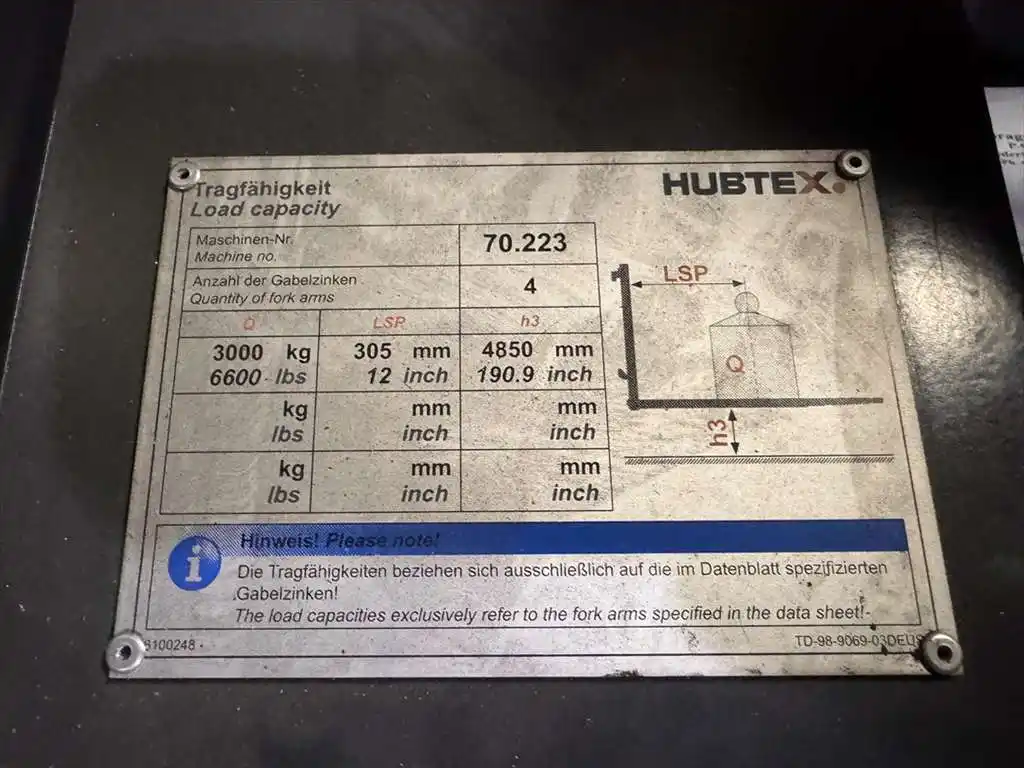 Tragfähigkeit
Load capacity
HUBTEX.
Maschinen-Nr.
Machine no.
70.223
Anzahl der Gabelzinken
Quantity of fork arms
4
Q LSP h3
3000 kg 305 mm 4850 mm
6600 lbs 12 inch 190.9 inch
kg mm mm
lbs inch inch
kg mm mm
lbs inch inch
LSP
Q
h3
i
Hinweis! Please note!
Die Tragfähigkeiten beziehen sich ausschließlich auf die im Datenblatt spezifizierten
Gabelzinken!
The load capacities exclusively refer to the fork arms specified in the data sheet!
TD-98-9069-03DEUS